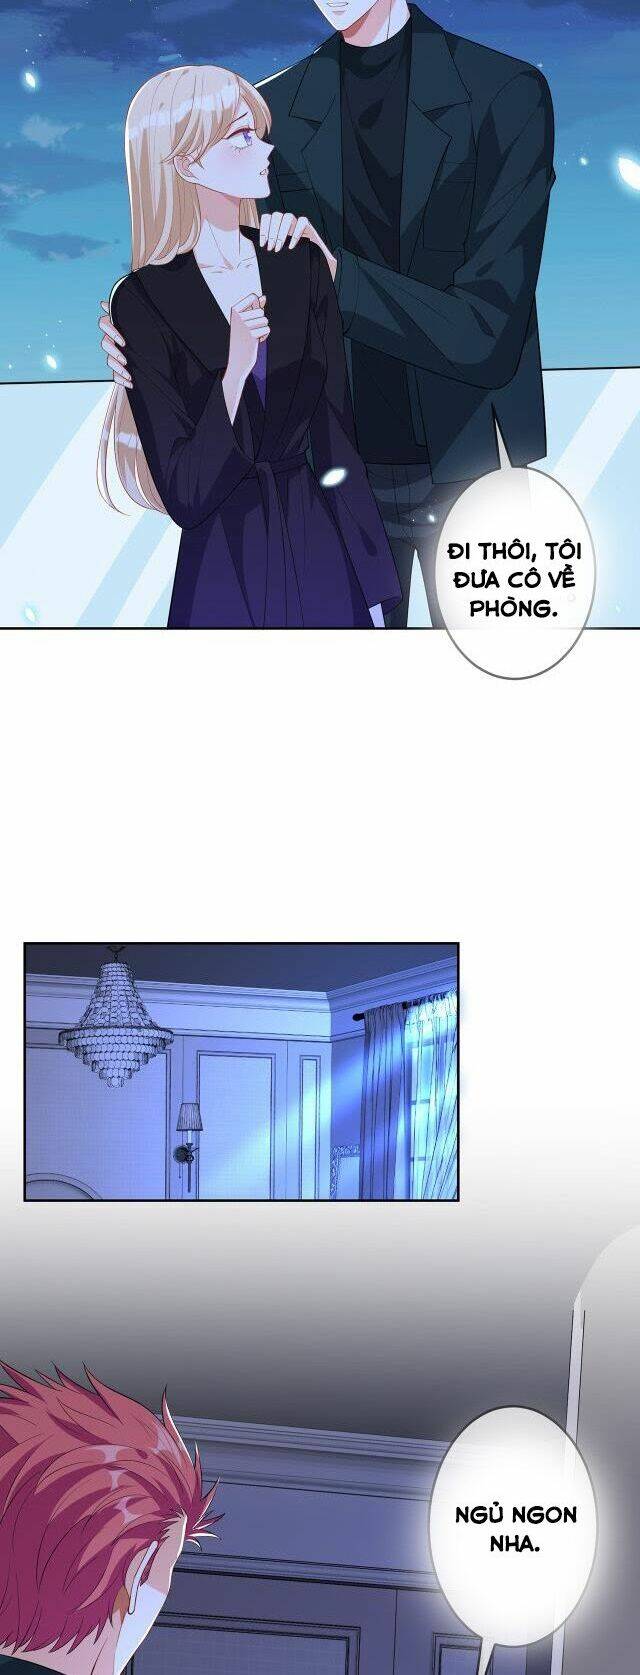 ĐI THÔI, TÔI
ĐƯA CÔ VỀ
PHÒNG.
NGỦ NGON
NHA.